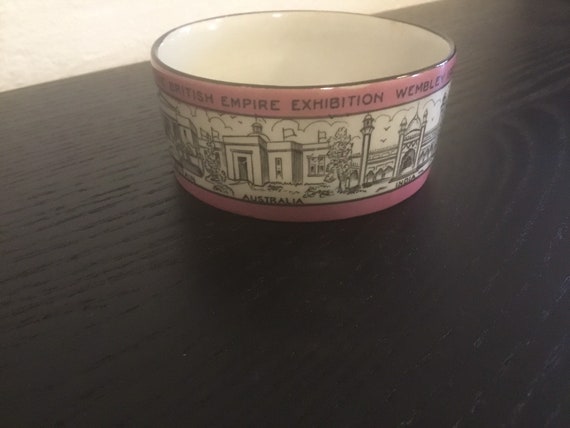 BRITISH EMPIRE EXHIBITION WEMBLEY
AUSTRALIA
INDIA